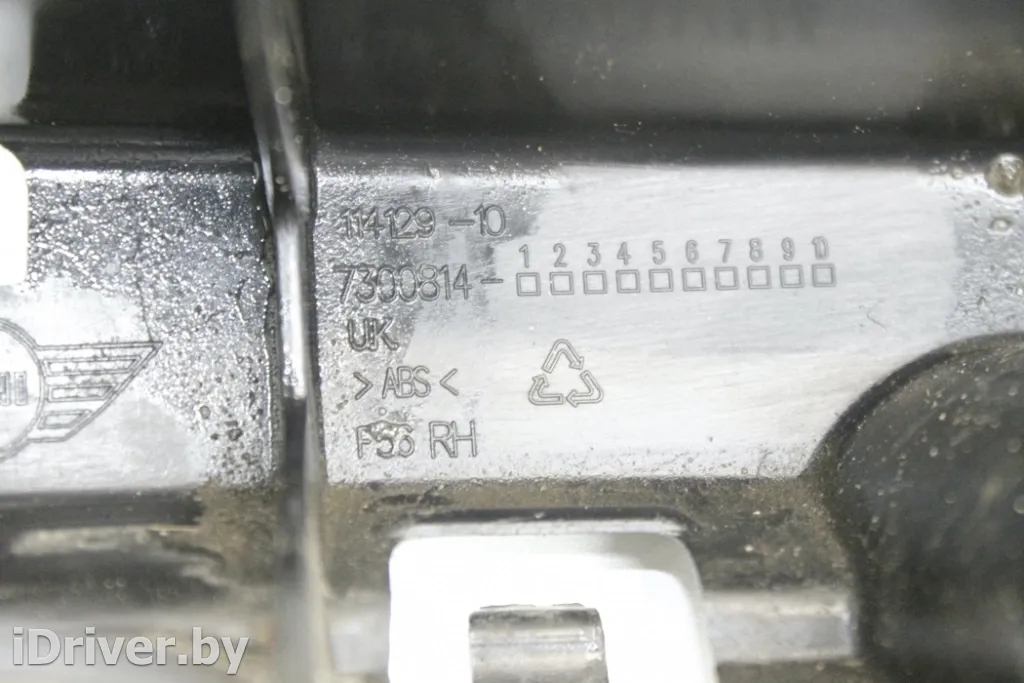 114129-10
1 2 3 4 5 6 7 8 9 10
7300814-
UK
>ABS<
F56 RH
iDriver.by